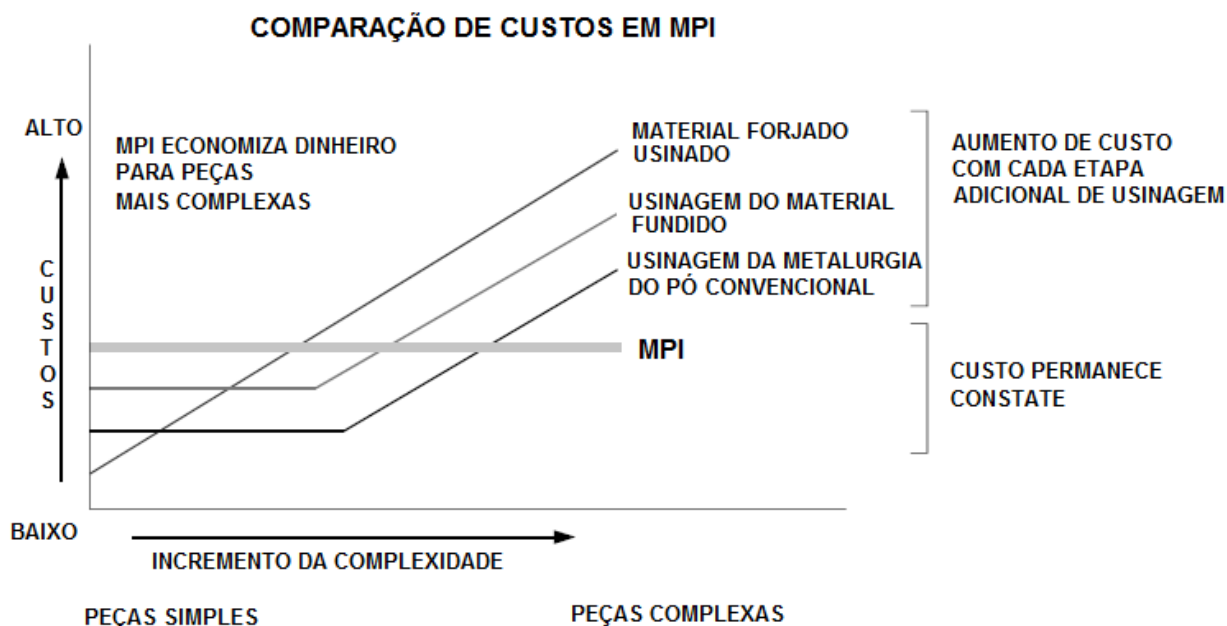 COMPARAÇÃO DE CUSTOS EM MPI
ALTO
MPI ECONOMIZA DINHEIRO
PARA PEÇAS
MAIS COMPLEXAS
MATERIAL FORJADO
USINADO
USINAGEM DO MATERIAL
FUNDIDO
USINAGEM DA METALURGIA
DO PÓ CONVENCIONAL
AUMENTO DE CUSTO
COM CADA ETAPA
ADICIONAL DE USINAGEM
CUSTOS
MPI
CUSTO PERMANECE
CONSTATE
BAIXO
INCREMENTO DA COMPLEXIDADE
PEÇAS SIMPLES
PEÇAS COMPLEXAS